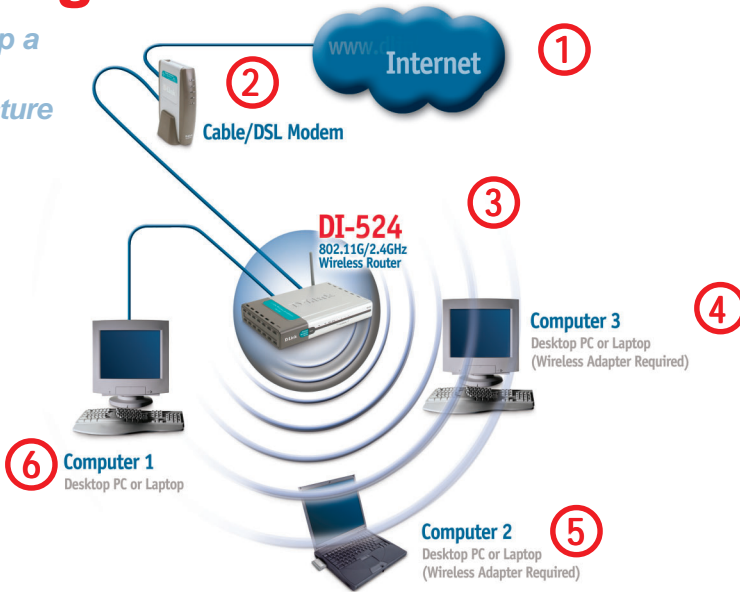 p a
ture
www.
Internet
1
2
Cable/DSL Modem
3
DI-524
802.11G/2.4GHz
Wireless Router
D-Link
Computer 3
Desktop PC or Laptop
(Wireless Adapter Required)
4
6
Computer 1
Desktop PC or Laptop
Computer 2
Desktop PC or Laptop
(Wireless Adapter Required)
5